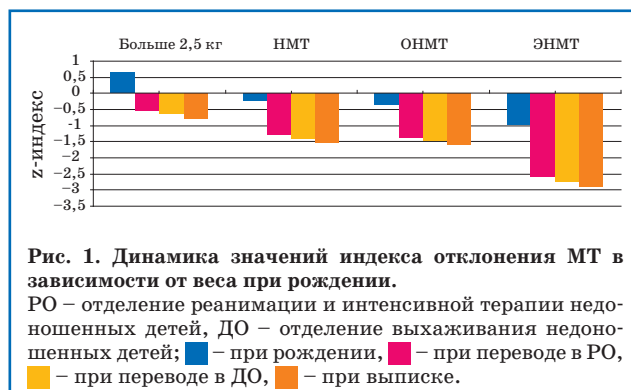 Больше 2,5 кг НМТ ОНМТ ЭНМТ
z-индекс
1
0,5
0
−0,5
−1
−1,5
−2
−2,5
−3
−3,5
Рис. 1. Динамика значений индекса отклонения МТ в
зависимости от веса при рождении.
РО – отделение реанимации и интенсивной терапии недо-
ношенных детей, ДО – отделение выхаживания недоно-
шенных детей; – при рождении, – при переводе в РО,
– при переводе в ДО, – при выписке.